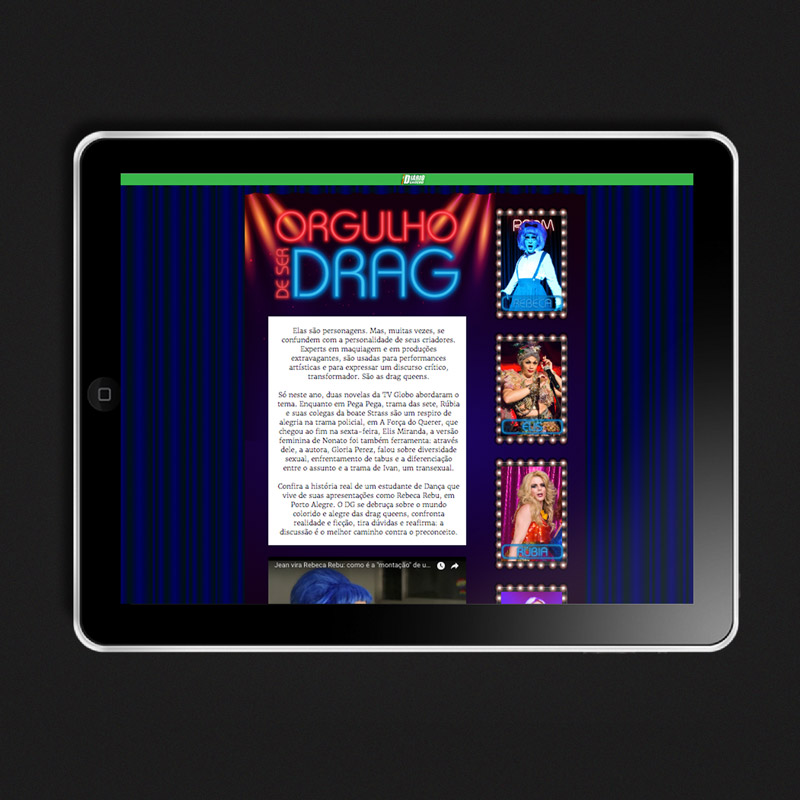 DIÁRIO
ORGULHO
DE SER
DRAG
Elas são personagens. Mas, muitas vezes, se
confundem com a personalidade de seus criadores.
Experts em maquiagem e em produções
extravagantes, são usadas para performances
artísticas e para expressar um discurso crítico,
transformador. São as drag queens.
Só neste ano, duas novelas da TV Globo abordaram o
tema. Enquanto em Pega Pega, trama das sete, Rúbia
e suas colegas da boate Strass são um respiro de
alegria na trama policial, em A Força do Querer, que
chegou ao fim na sexta-feira, Elis Miranda, a versão
feminina de Nonato foi também ferramenta: através
dele, a autora, Gloria Perez, falou sobre diversidade
sexual, enfrentamento de tabus e a diferenciação
entre o assunto e a trama de Ivan, um transexual.
Confira a história real de um estudante de Dança que
vive de suas apresentações como Rebeca Rebu, em
Porto Alegre. O DG se debruça sobre o mundo
colorido e alegre das drag queens, confronta
realidade e ficção, tira dúvidas e reafirma: a
discussão é o melhor caminho contra o preconceito.
Jean vira Rebeca Rebu: como é a "montação" de u...
REBECA
ELIS
RÚBIA